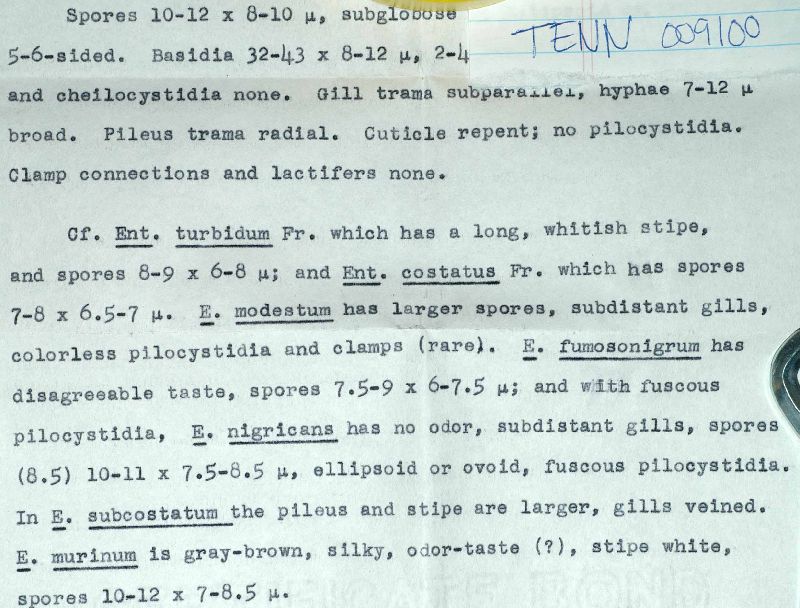 Spores 10-12 x 8-10 µ, subglobose
TENN 009100
5-6-sided. Basidia 32-43 x 8-12 µ, 2-4
and cheilocystidia none. Gill trama subparallel, hyphae 7-12 µ
broad. Pileus trama radial. Cuticle repent; no pilocystidia.
Clamp connections and lactifers none.
Cf. Ent. turbidum Fr. which has a long, whitish stipe,
and spores 8-9 x 6-8 µ; and Ent. costatus Fr. which has spores
7-8 x 6.5-7 µ. E. modestum has larger spores, subdistant gills,
colorless pilocystidia and clamps (rare). E. fumosonigrum has
disagreeable taste, spores 7.5-9 x 6-7.5 µ; and with fuscous
pilocystidia, E. nigricans has no odor, subdistant gills, spores
(8.5) 10-11 x 7.5-8.5 µ, ellipsoid or ovoid, fuscous pilocystidia.
In E. subcostatum the pileus and stipe are larger, gills veined.
E. murinum is gray-brown, silky, odor-taste (?), stipe white,
spores 10-12 x 7-8.5 µ.